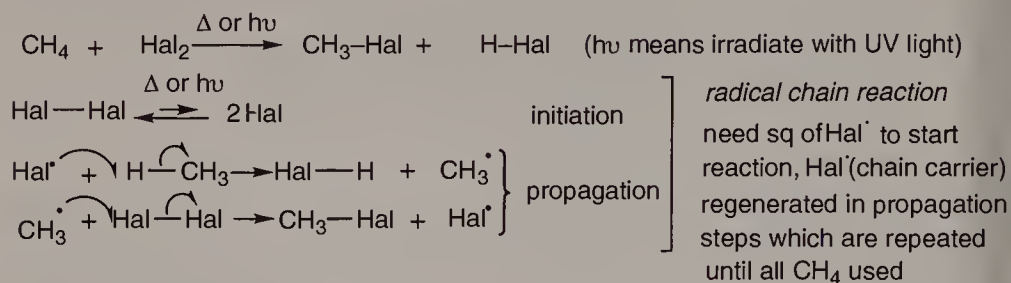 CH₄ + Hal₂ Δ or hυ CH₃–Hal + H–Hal (hυ means irradiate with UV light)
Δ or hυ
Hal—Hal 2Hal initiation
Hal• + H—CH₃ → Hal—H + CH₃•
propagation
CH₃• + Hal—Hal → CH₃—Hal + Hal•
radical chain reaction
need sq of Hal• to start
reaction, Hal•(chain carrier)
regenerated in propagation
steps which are repeated
until all CH₄ used